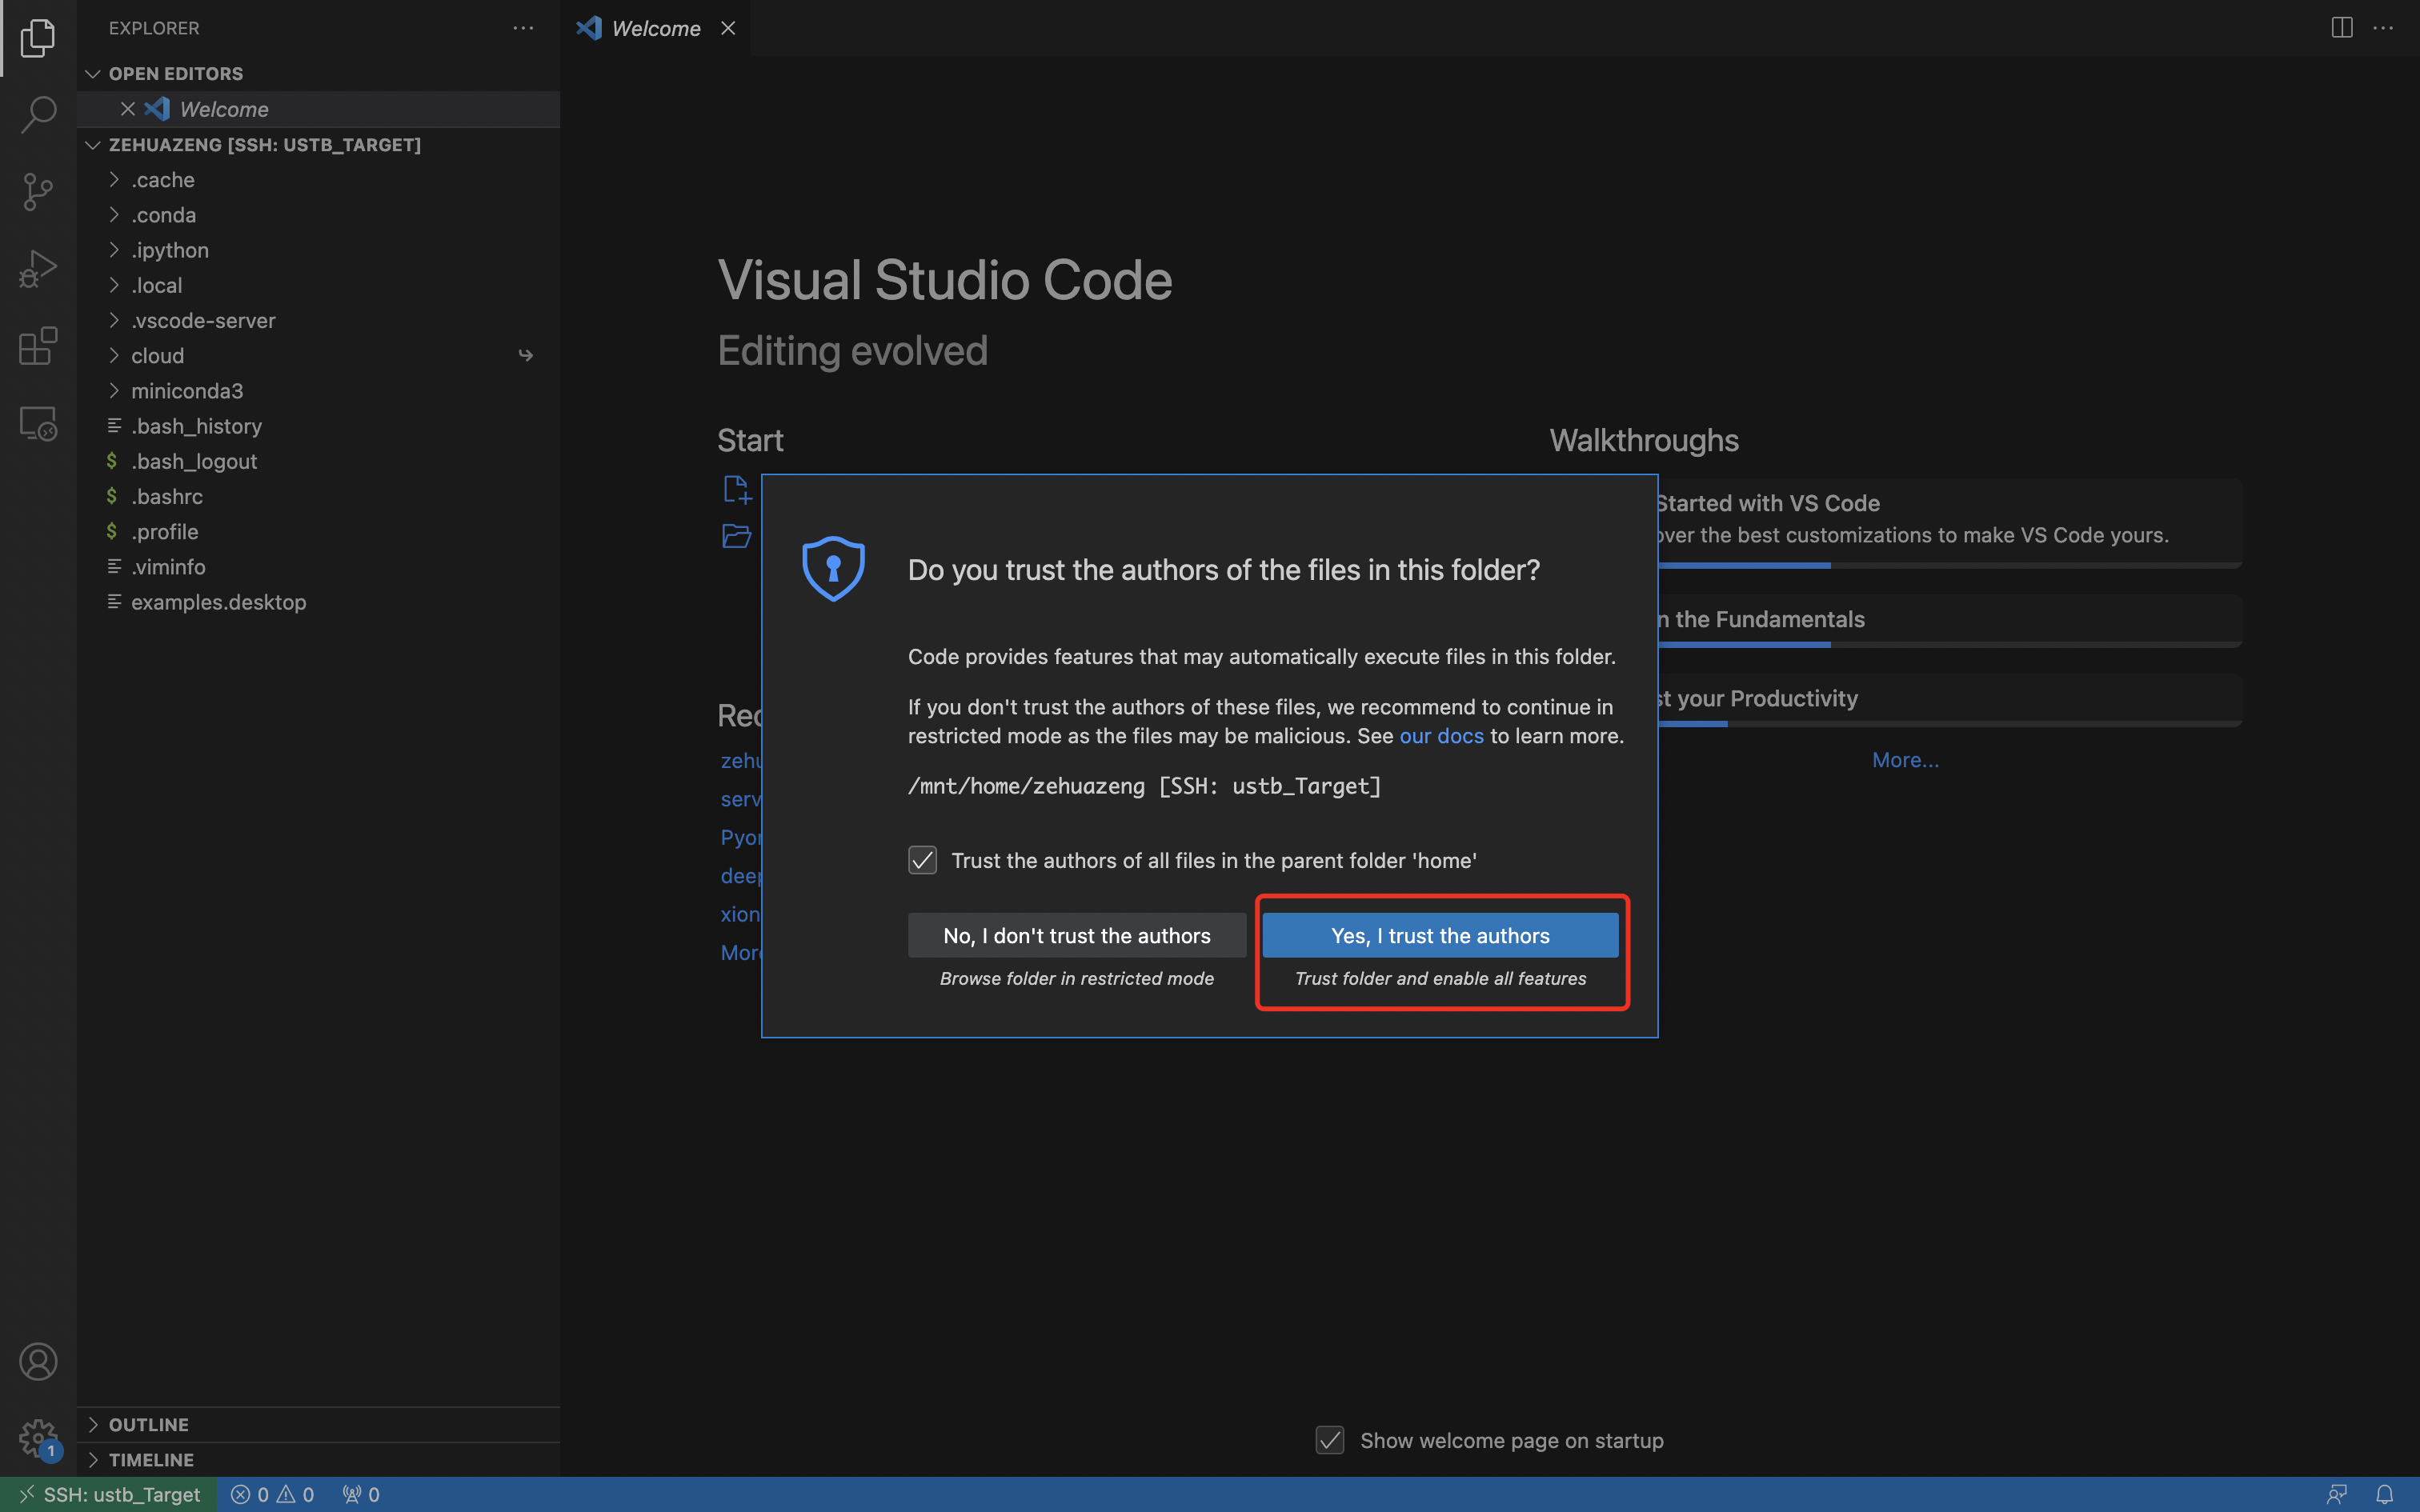 EXPLORER
Welcome
OPEN EDITORS
Welcome
ZEHUAZENG [SSH: USTB_TARGET]
.cache
.conda
.ipython
.local
.vscode-server
cloud
miniconda3
.bash_history
$ .bash_logout
$ .bashrc
$ .profile
.viminfo
examples.desktop
OUTLINE
TIMELINE
Visual Studio Code
Editing evolved
Start
Walkthroughs
Started with VS Code
over the best customizations to make VS Code yours.
n the Fundamentals
st your Productivity
More...
Rec
zehu
serv
Pyor
deep
xion
More
Do you trust the authors of the files in this folder?
Code provides features that may automatically execute files in this folder.
If you don't trust the authors of these files, we recommend to continue in
restricted mode as the files may be malicious. See our docs to learn more.
/mnt/home/zehuazeng [SSH: ustb_Target]
Trust the authors of all files in the parent folder 'home'
No, I don't trust the authors
Browse folder in restricted mode
Yes, I trust the authors
Trust folder and enable all features
Show welcome page on startup
1
SSH: ustb_Target 0 0 0